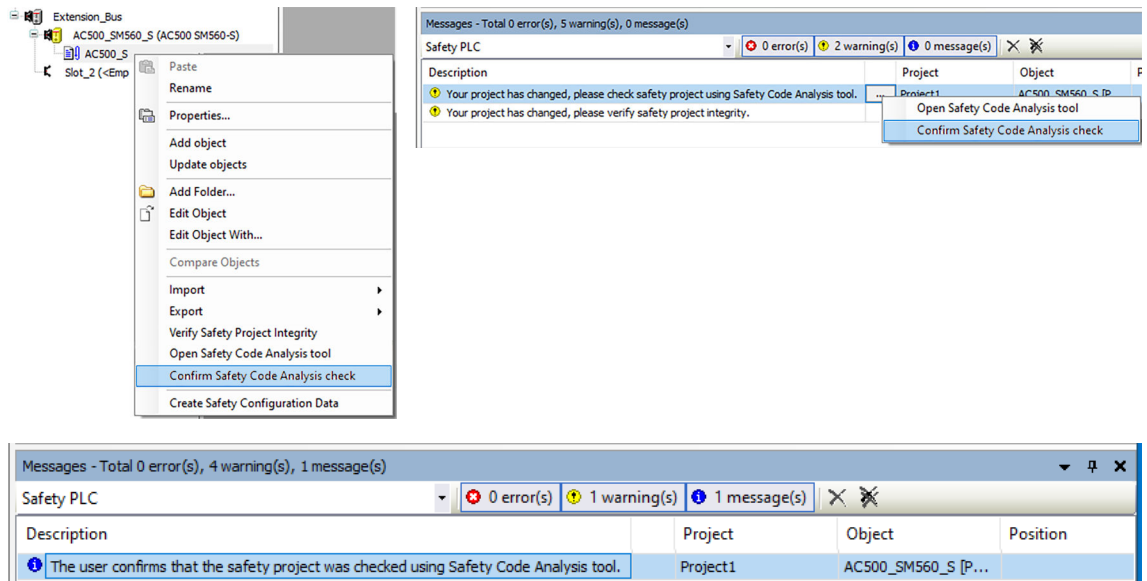 Extension_Bus
AC500_SM560_S (AC500 SM560-S)
AC500_S
Slot_2 (<Emp
Paste
Rename
Properties...
Add object
Update objects
Add Folder...
Edit Object
Edit Object With...
Compare Objects
Import
Export
Verify Safety Project Integrity
Open Safety Code Analysis tool
Confirm Safety Code Analysis check
Create Safety Configuration Data
Messages - Total 0 error(s), 5 warning(s), 0 message(s)
Safety PLC 0 error(s) 2 warning(s) 0 message(s)
Description Project Object P
Your project has changed, please check safety project using Safety Code Analysis tool. ... Project1 AC500_SM560_S [P
Your project has changed, please verify safety project integrity.
Open Safety Code Analysis tool
Confirm Safety Code Analysis check
Messages - Total 0 error(s), 4 warning(s), 1 message(s)
Safety PLC 0 error(s) 1 warning(s) 1 message(s)
Description Project Object Position
The user confirms that the safety project was checked using Safety Code Analysis tool. Project1 AC500_SM560_S [P...